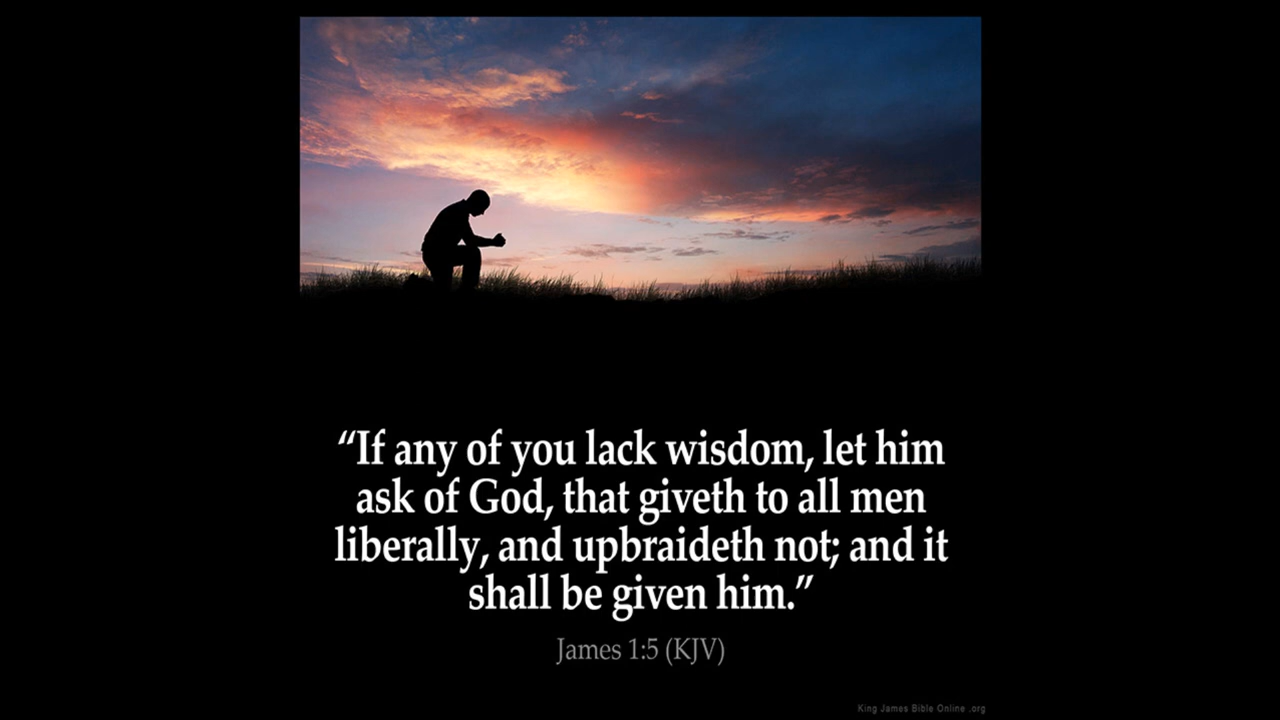 “If any of you lack wisdom, let him
ask of God, that giveth to all men
liberally, and upbraideth not; and it
shall be given him.”
James 1:5 (KJV)
King James Bible Online .org